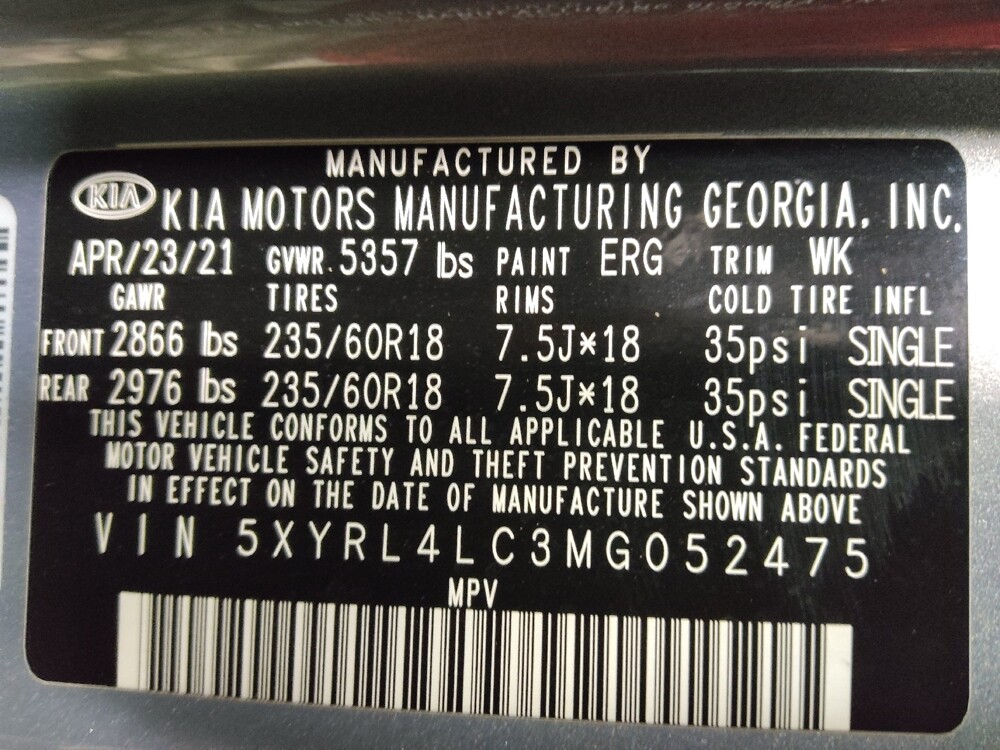 MANUFACTURED BY
KIA KIA MOTORS MANUFACTURING GEORGIA, INC.
APR/23/21 GVWR 5357 lbs PAINT ERG TRIM WK
GAWR TIRES RIMS COLD TIRE INFL
FRONT 2866 lbs 235/60R18 7.5J*18 35psi SINGLE
REAR 2976 lbs 235/60R18 7.5J*18 35psi SINGLE
THIS VEHICLE CONFORMS TO ALL APPLICABLE U.S.A. FEDERAL
MOTOR VEHICLE SAFETY AND THEFT PREVENTION STANDARDS
IN EFFECT ON THE DATE OF MANUFACTURE SHOWN ABOVE
VIN 5XYRL4LC3MG052475
MPV